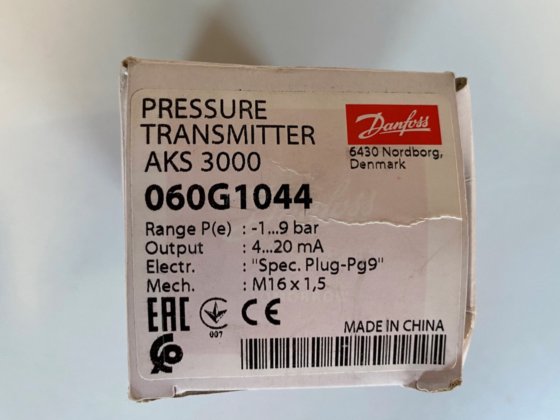 PRESSURE
TRANSMITTER
AKS 3000
Danfoss
6430 Nordborg,
Denmark
060G1044
Range P(e) : -1...9 bar
Output : 4...20 mA
Electr. : "Spec. Plug-Pg9"
Mech. : M16 x 1,5
EAC
007
CE
MADE IN CHINA